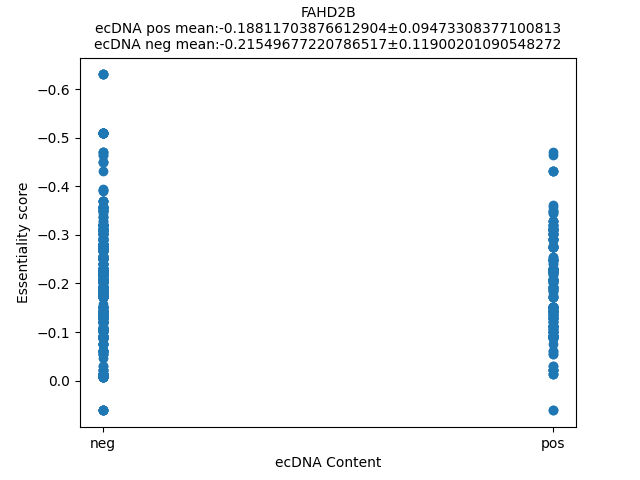 FAHD2B
ecDNA pos mean:-0.18811703876612904±0.09473308377100813
ecDNA neg mean:-0.21549677220786517±0.11900201090548272
−0.6
−0.5
−0.4
−0.3
−0.2
−0.1
0.0
Essentiality score
neg
pos
ecDNA Content